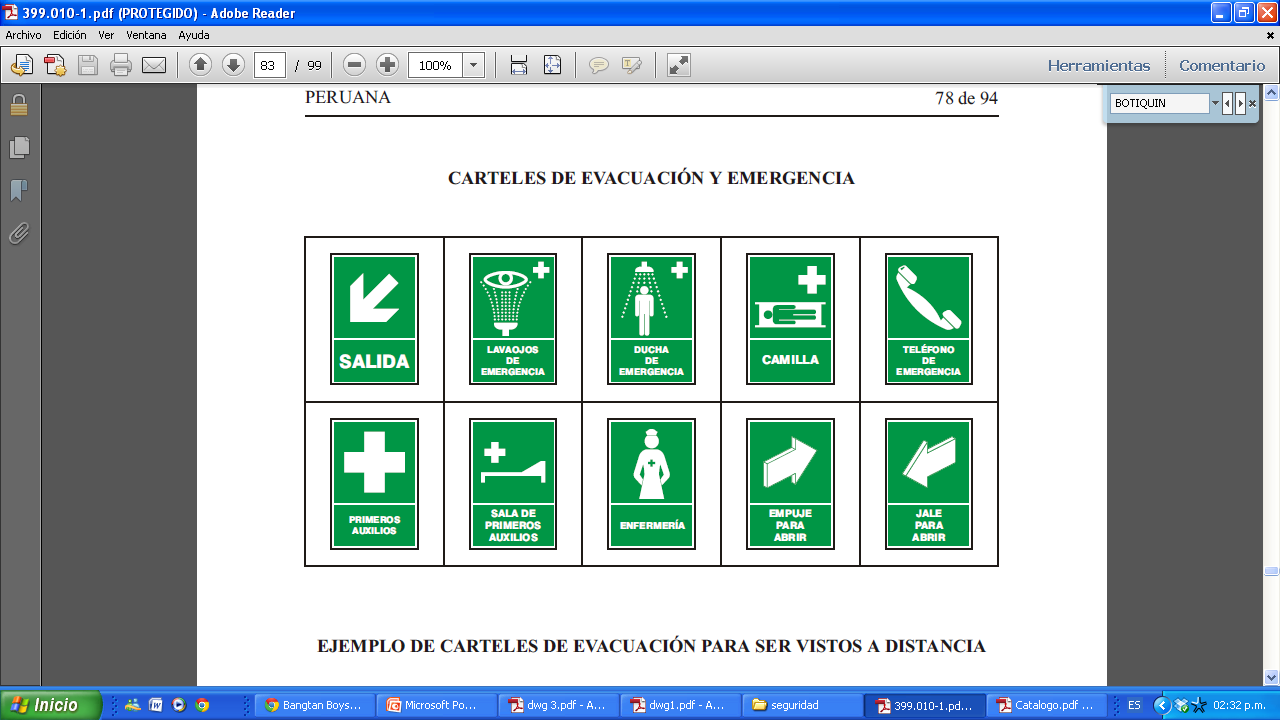 399.010-1.pdf (PROTEGIDO) - Adobe Reader
Archivo Edición Ver Ventana Ayuda
83 / 99 100% Herramientas Comentario
BOTIQUIN
PERUANA 78 de 94
CARTELES DE EVACUACIÓN Y EMERGENCIA
SALIDA
LAVAOJOS
DE
EMERGENCIA
DUCHA
DE
EMERGENCIA
CAMILLA
TELÉFONO
DE
EMERGENCIA
PRIMEROS
AUXILIOS
SALA DE
PRIMEROS
AUXILIOS
ENFERMERÍA
EMPUJE
PARA
ABRIR
JALE
PARA
ABRIR
EJEMPLO DE CARTELES DE EVACUACIÓN PARA SER VISTOS A DISTANCIA
Inicio Bangtan Boys... Microsoft Po... dwg 3.pdf - A... dwg1.pdf - A... seguridad 399.010-1.pd... Catalogo.pdf ... ES 02:32 p.m.